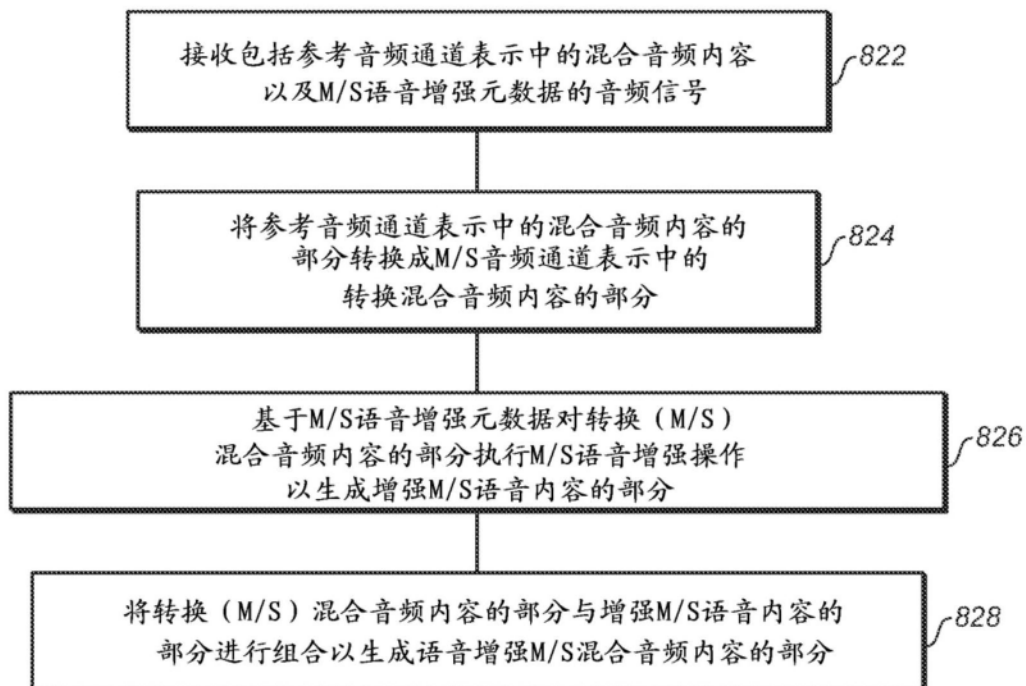 接收包括参考音频通道表示中的混合音频内容
以及M/S语音增强元数据的音频信号
822
将参考音频通道表示中的混合音频内容的
部分转换成M/S音频通道表示中的
转换混合音频内容的部分
824
基于M/S语音增强元数据对转换（M/S）
混合音频内容的部分执行M/S语音增强操作
以生成增强M/S语音内容的部分
826
将转换（M/S）混合音频内容的部分与增强M/S语音内容的
部分进行组合以生成语音增强M/S混合音频内容的部分
828